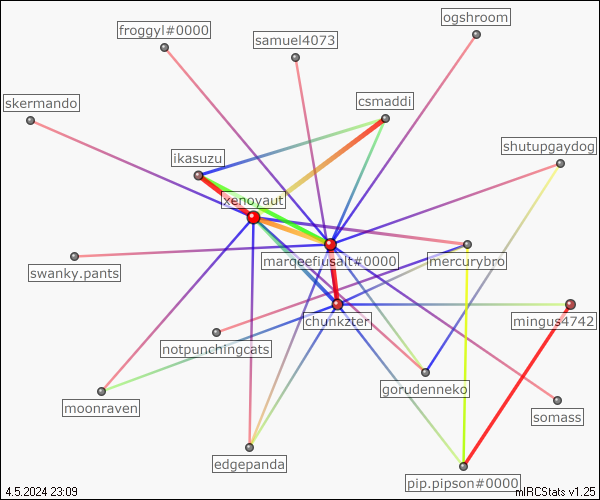 ogshroom
froggyl#0000
samuel4073
skermando
csmaddi
shutupgaydog
ikasuzu
xenoyaut
marqeefiusalt#0000
mercurybro
swanky.pants
chunkzter
mingus4742
notpunchingcats
gorudenneko
moonraven
somass
edgepanda
pip.pipson#0000
4.5.2024 23:09
mIRCStats v1.25